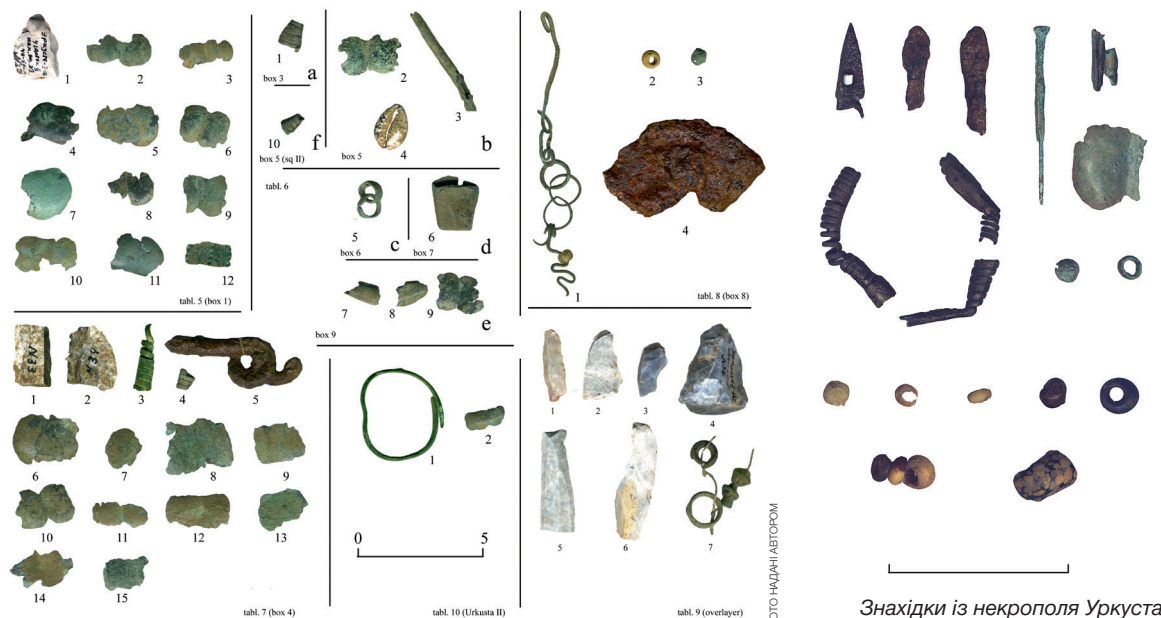 1
2
3
4
5
6
7
8
9
10
11
12
tabl. 5 (box 1)
1
box 3
a
10
f
box 5 (sq II)
2
3
4
box 5
b
tabl. 6
5
c
box 6
6
d
box 7
7
8
9
e
box 9
1
2
3
4
tabl. 8 (box 8)
1
2
3
4
5
6
7
8
9
10
11
12
13
14
15
tabl. 7 (box 4)
1
2
0
5
tabl. 10 (Urkusta II)
1
2
3
4
5
6
7
tabl. 9 (overlayer)
ОТО НАДАНІ АВТОРОМ
Знахідки із некрополя Уркуста